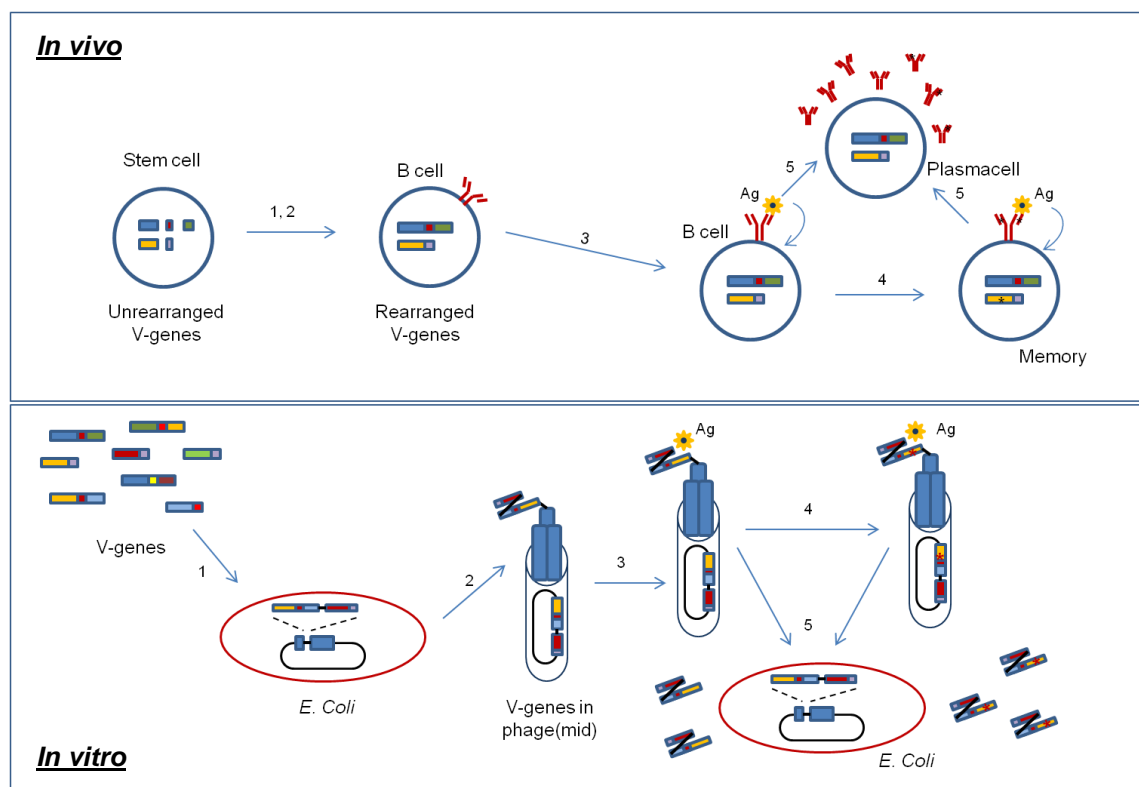 In vivo
Stem cell
1, 2
Unrearranged
V-genes
B cell
Rearranged
V-genes
3
B cell
Ag
5
Plasmacell
5
Ag
4
Memory
V-genes
1
E. Coli
2
V-genes in
phage(mid)
3
Ag
4
Ag
5
E. Coli
In vitro